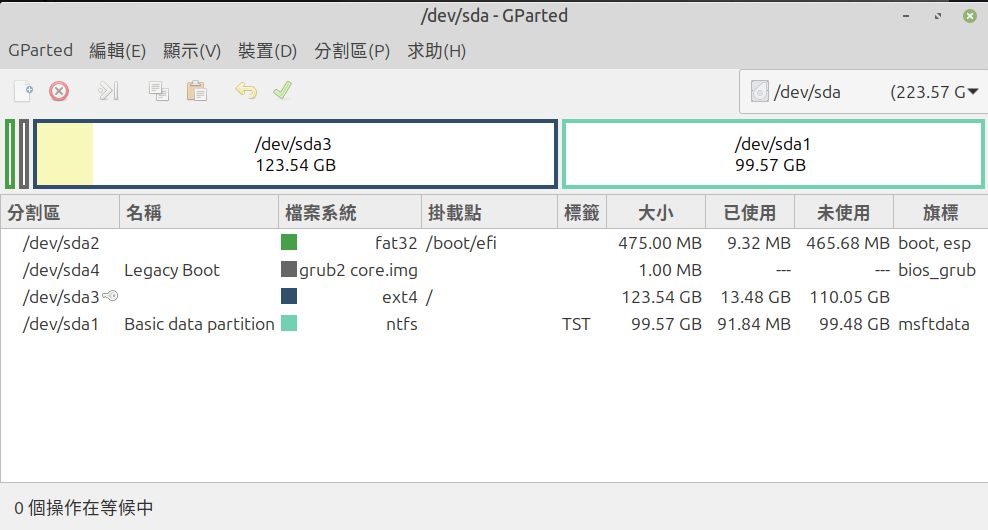 /dev/sda - GParted
GParted 編輯(E) 顯示(V) 裝置(D) 分割區(P) 求助(H)
/dev/sda (223.57 G
/dev/sda3 /dev/sda1
123.54 GB 99.57 GB
分割區 名稱 檔案系統 掛載點 標籤 大小 已使用 未使用 旗標
/dev/sda2 fat32 /boot/efi 475.00 MB 9.32 MB 465.68 MB boot, esp
/dev/sda4 Legacy Boot grub2 core.img 1.00 MB --- --- bios_grub
/dev/sda3 ext4 / 123.54 GB 13.48 GB 110.05 GB
/dev/sda1 Basic data partition ntfs TST 99.57 GB 91.84 MB 99.48 GB msftdata
0 個操作在等候中